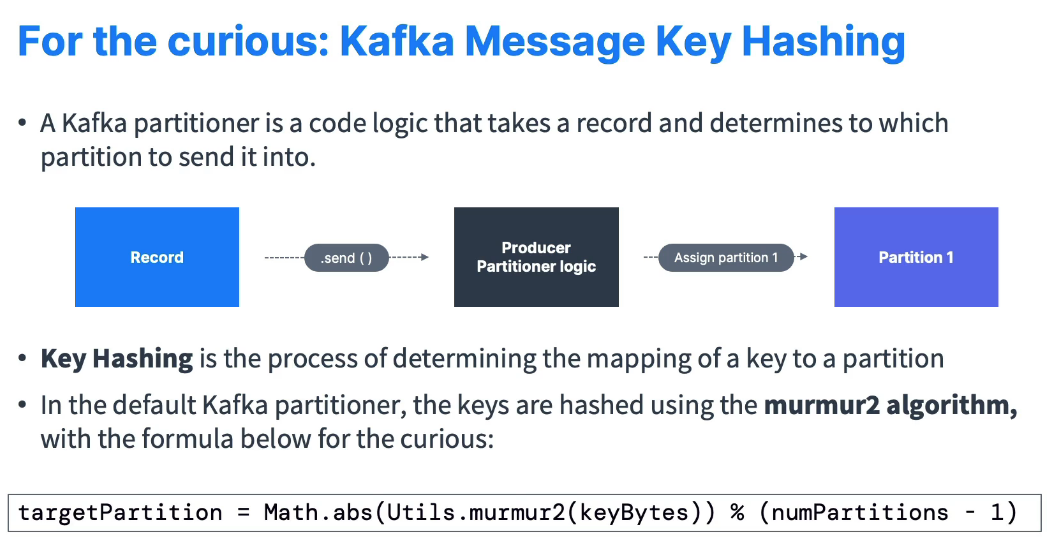 For the curious: Kafka Message Key Hashing
• A Kafka partitioner is a code logic that takes a record and determines to which
partition to send it into.
Record
.send ( )
Producer
Partitioner logic
Assign partition 1
Partition 1
• Key Hashing is the process of determining the mapping of a key to a partition
• In the default Kafka partitioner, the keys are hashed using the murmur2 algorithm,
with the formula below for the curious:
targetPartition = Math.abs(Utils.murmur2(keyBytes)) % (numPartitions - 1)